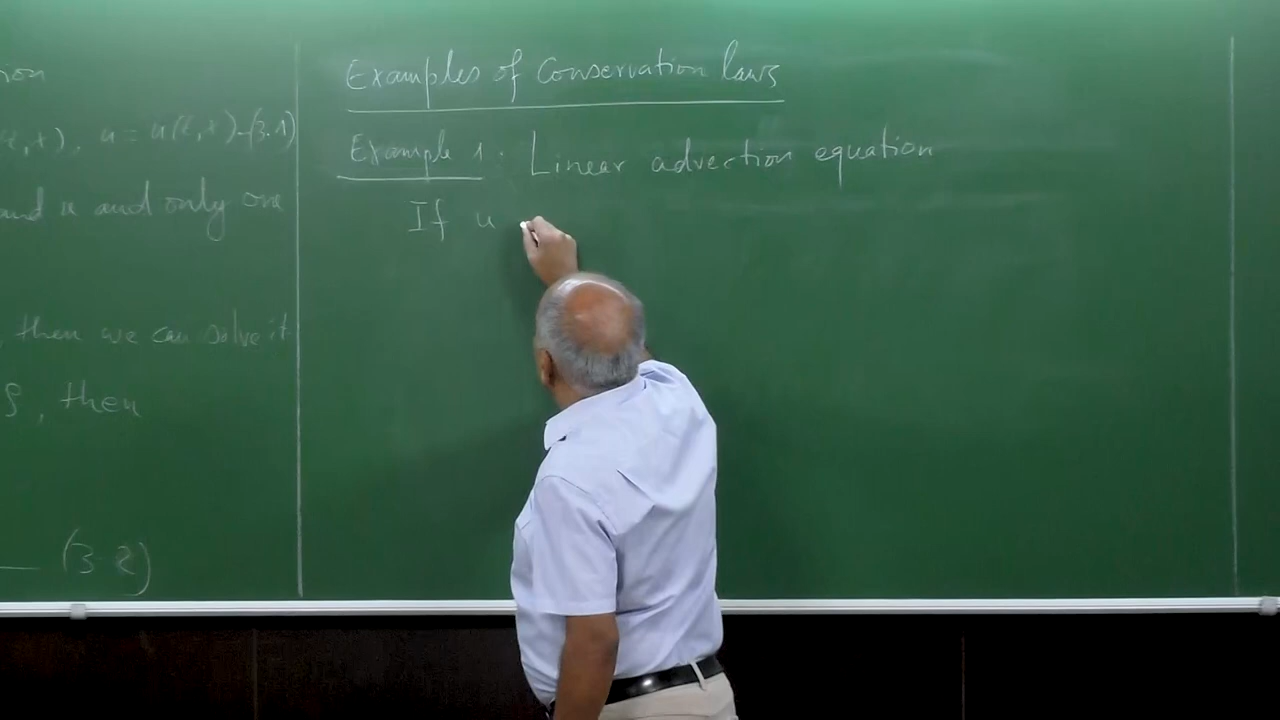 ion
u = u(x,t) - (3.1)
and u and only one
, then we can solve it
ρ, then
(3.2)
Examples of Conservation laws
Example 1: Linear advection equation
If u